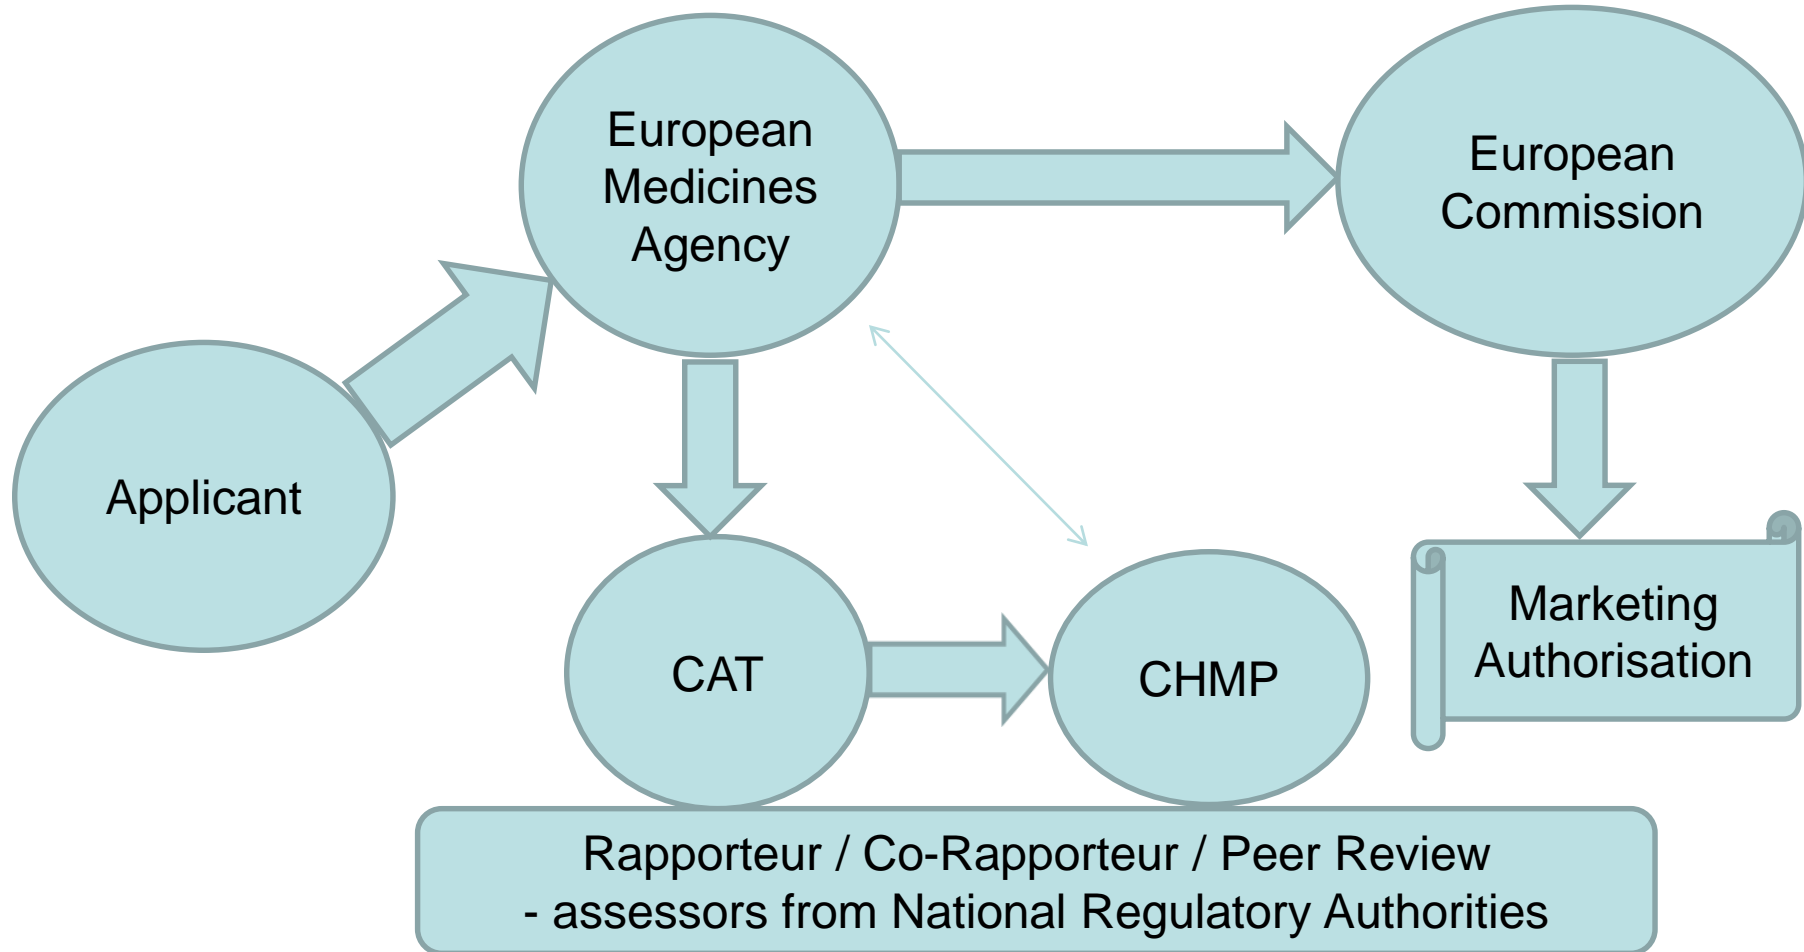 European
Medicines
Agency
European
Commission
Applicant
CAT
CHMP
Marketing
Authorisation
Rapporteur / Co-Rapporteur / Peer Review
- assessors from National Regulatory Authorities